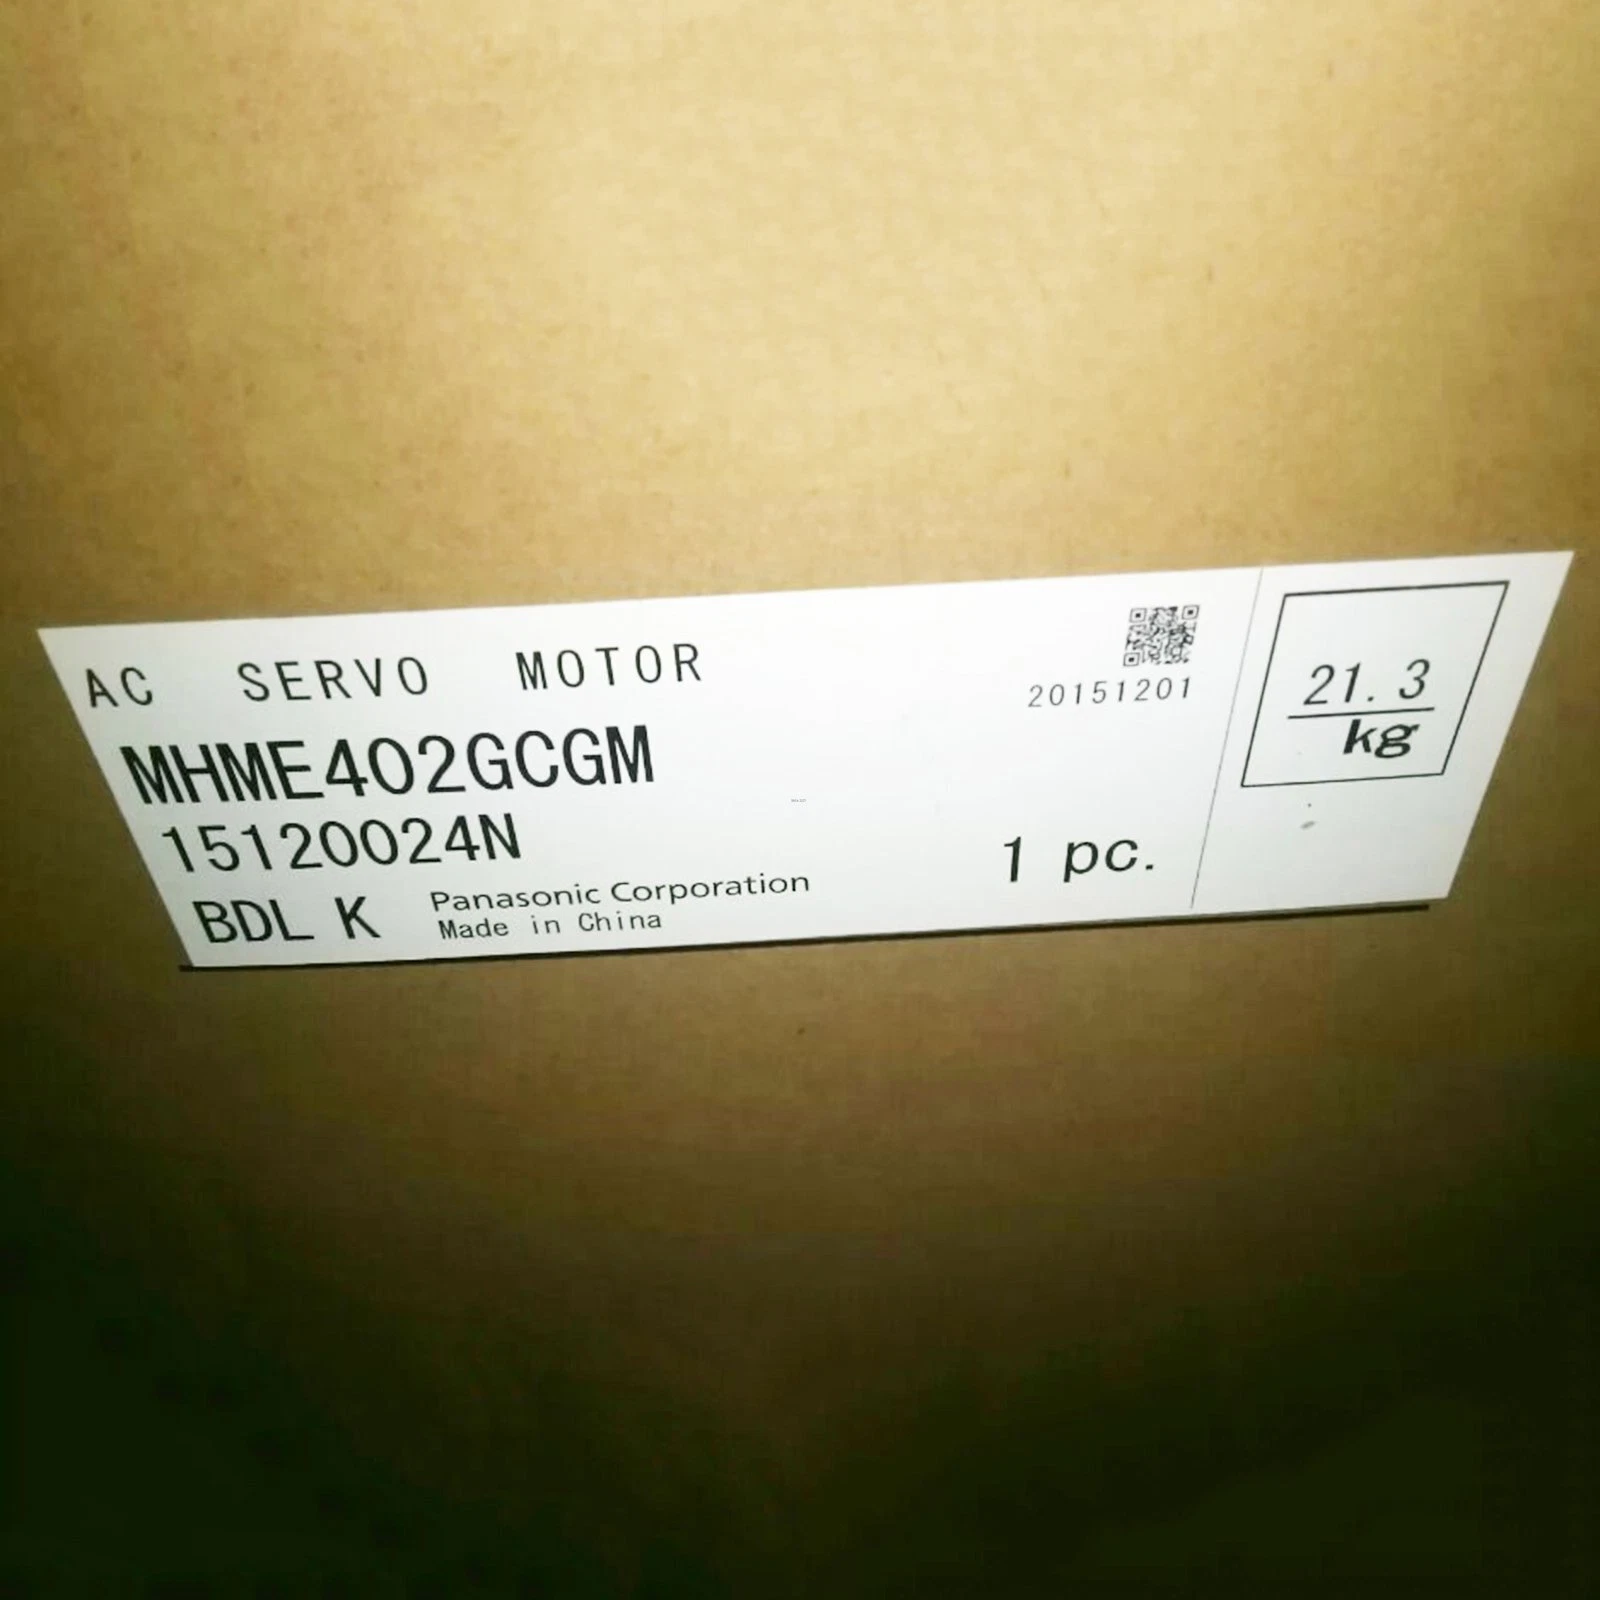 AC SERVO MOTOR
20151201
MHME402GCGM
15120024N
1 pc.
BDL K
Panasonic Corporation
Made in China
21.3
kg